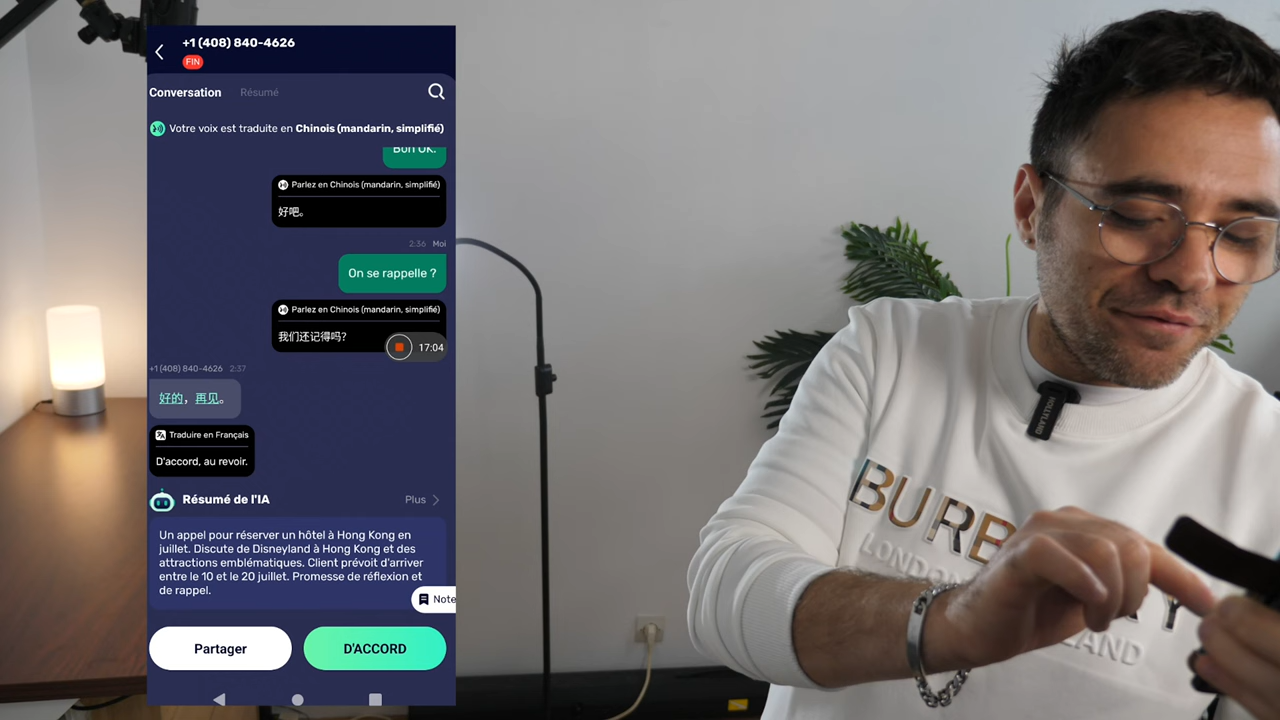 +1 (408) 840-4626
FIN
Conversation Résumé
Votre voix est traduite en Chinois (mandarin, simplifié)
Bon OK.
Parlez en Chinois (mandarin, simplifié)
好吧。
2:36 Moi
On se rappelle ?
Parlez en Chinois (mandarin, simplifié)
我们还记得吗?
17:04
+1 (408) 840-4626 2:37
好的，再见。
Traduire en Français
D'accord, au revoir.
Résumé de l'IA Plus
Un appel pour réserver un hôtel à Hong Kong en
juillet. Discute de Disneyland à Hong Kong et des
attractions emblématiques. Client prévoit d'arriver
entre le 10 et le 20 juillet. Promesse de réflexion et
de rappel.
Note
Partager D'ACCORD
HOLLYLAND
BURB
LONDON